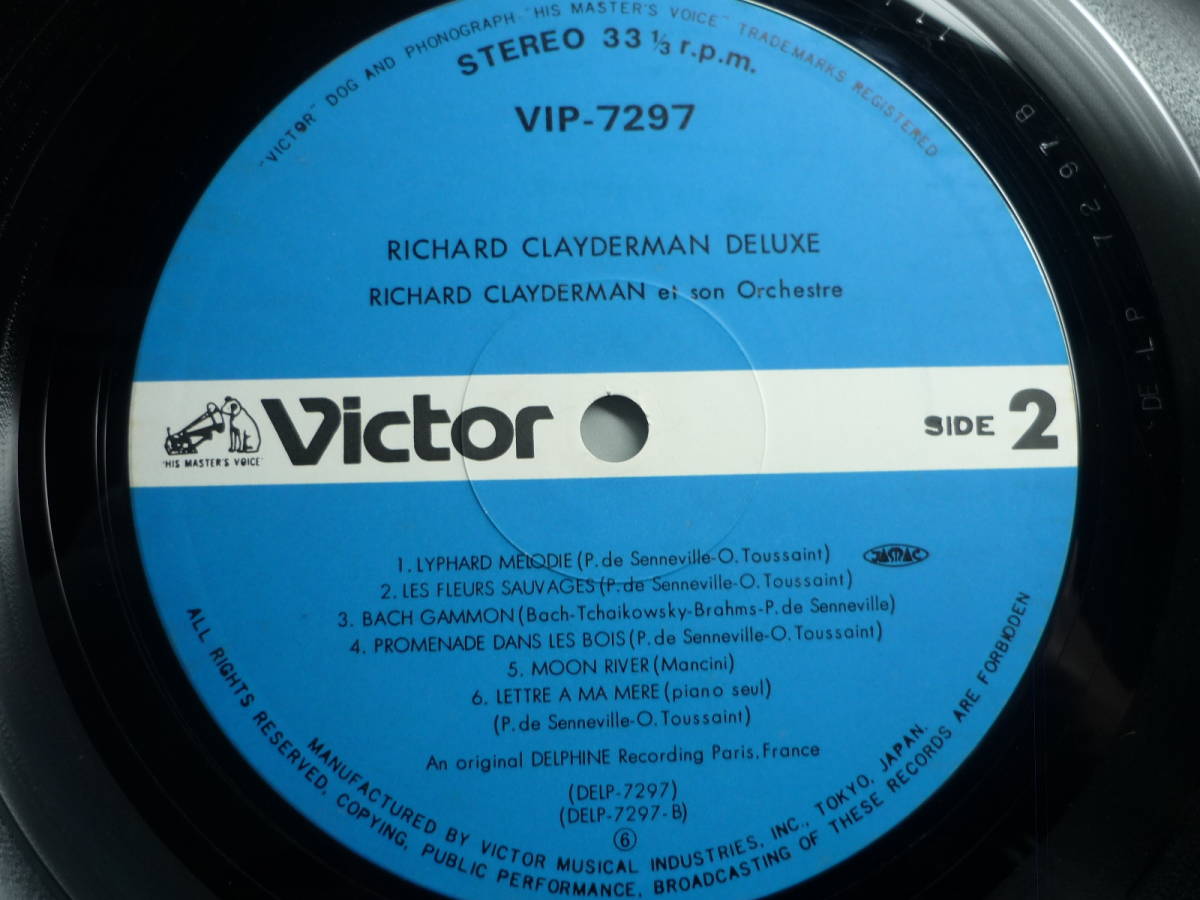 "VICTOR" DOG AND PHONOGRAPH-"HIS MASTER'S VOICE" TRADEMARKS REGISTERED
STEREO 33 1/3 r.p.m.
VIP-7297
RICHARD CLAYDERMAN DELUXE
RICHARD CLAYDERMAN et son Orchestre
Victor
'HIS MASTER'S VOICE'
SIDE 2
1. LYPHARD MELODIE (P. de Senneville-O. Toussaint)
JASRAC
2. LES FLEURS SAUVAGES (P. de Senneville-O. Toussaint)
3. BACH GAMMON (Bach-Tchaikowsky-Brahms-P. de Senneville)
4. PROMENADE DANS LES BOIS (P. de Senneville-O. Toussaint)
5. MOON RIVER (Mancini)
6. LETTRE A MA MERE (piano seul)
(P. de Senneville-O. Toussaint)
An original DELPHINE Recording Paris, France
(DELP-7297)
(DELP-7297-B)
⑥
MANUFACTURED BY VICTOR MUSICAL INDUSTRIES, INC., TOKYO, JAPAN.
ALL RIGHTS RESERVED, COPYING, PUBLIC PERFORMANCE, BROADCASTING OF THESE RECORDS ARE FORBIDDEN
DELP 7297B